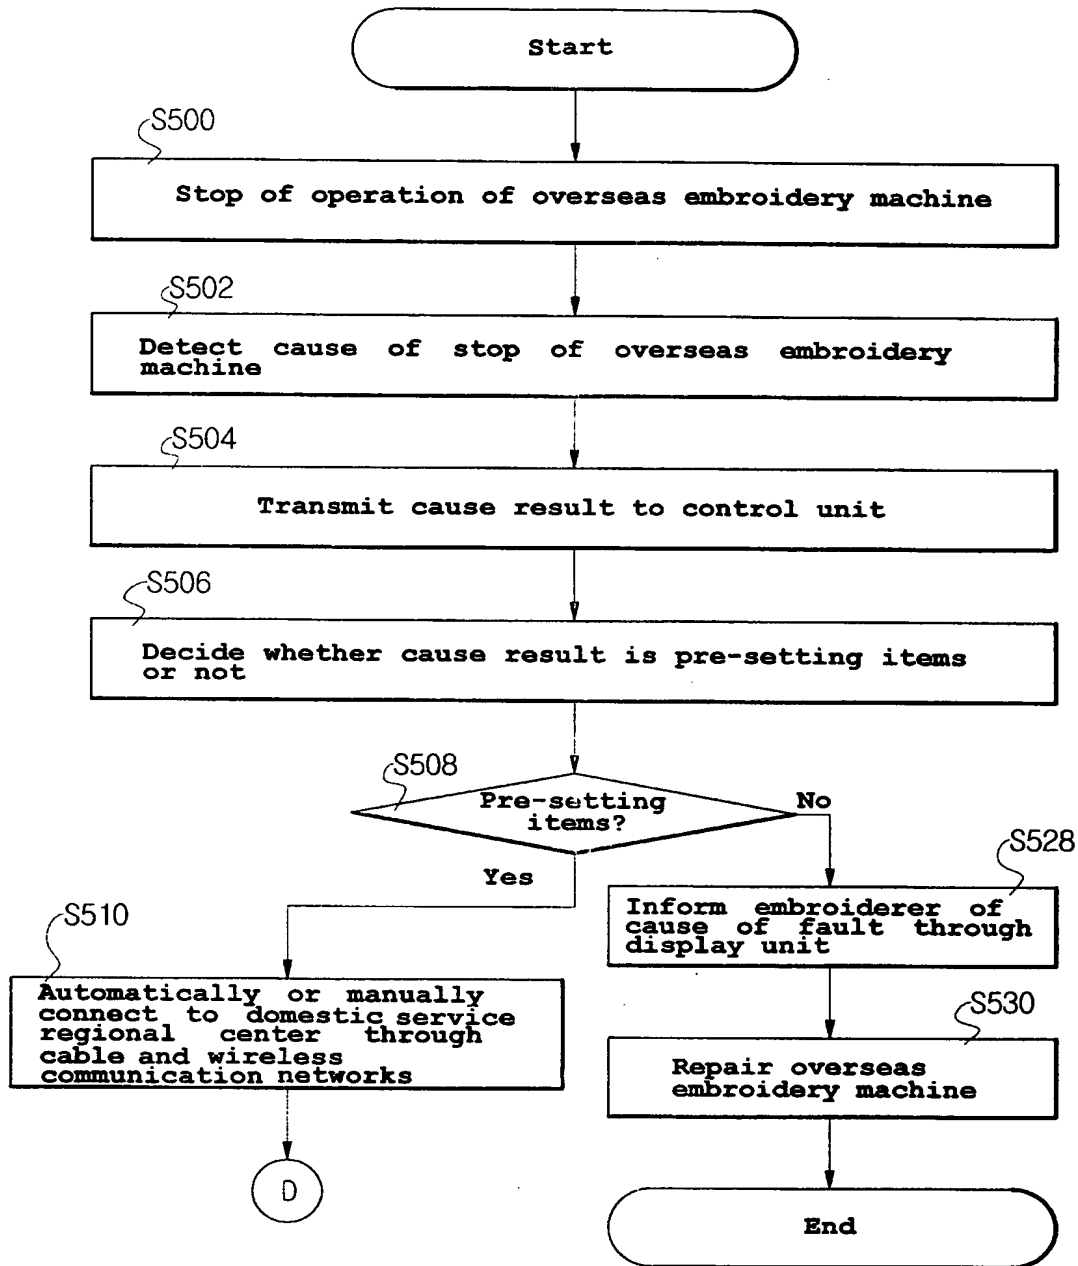 Start
S500
Stop of operation of overseas embroidery machine
S502
Detect cause of stop of overseas embroidery
machine
S504
Transmit cause result to control unit
S506
Decide whether cause result is pre-setting items
or not
S508
Pre-setting
items?
No
Yes
S528
Inform embroiderer of
cause of fault through
display unit
S510
Automatically or manually
connect to domestic service
regional center through
cable and wireless
communication networks
S530
Repair overseas
embroidery machine
D
End